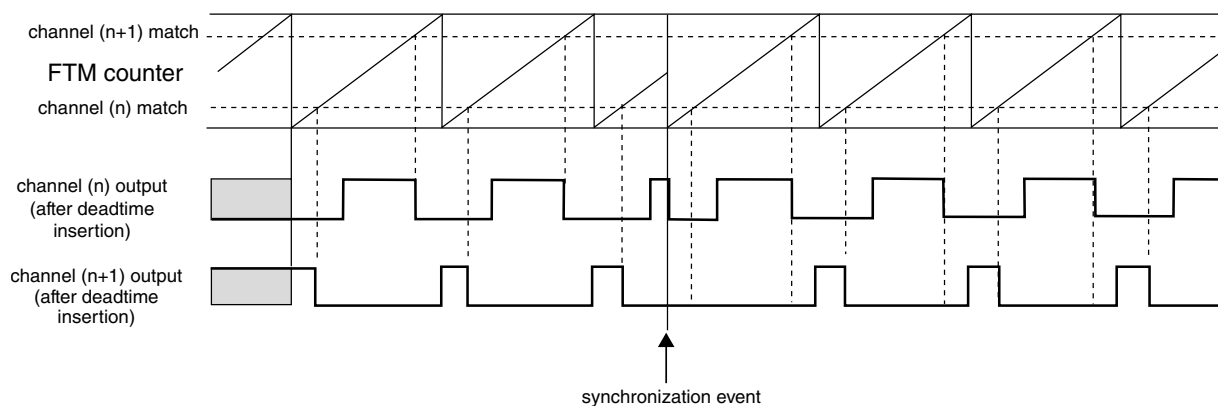 channel (n+1) match
FTM counter
channel (n) match
channel (n) output
(after deadtime
insertion)
channel (n+1) output
(after deadtime
insertion)
synchronization event